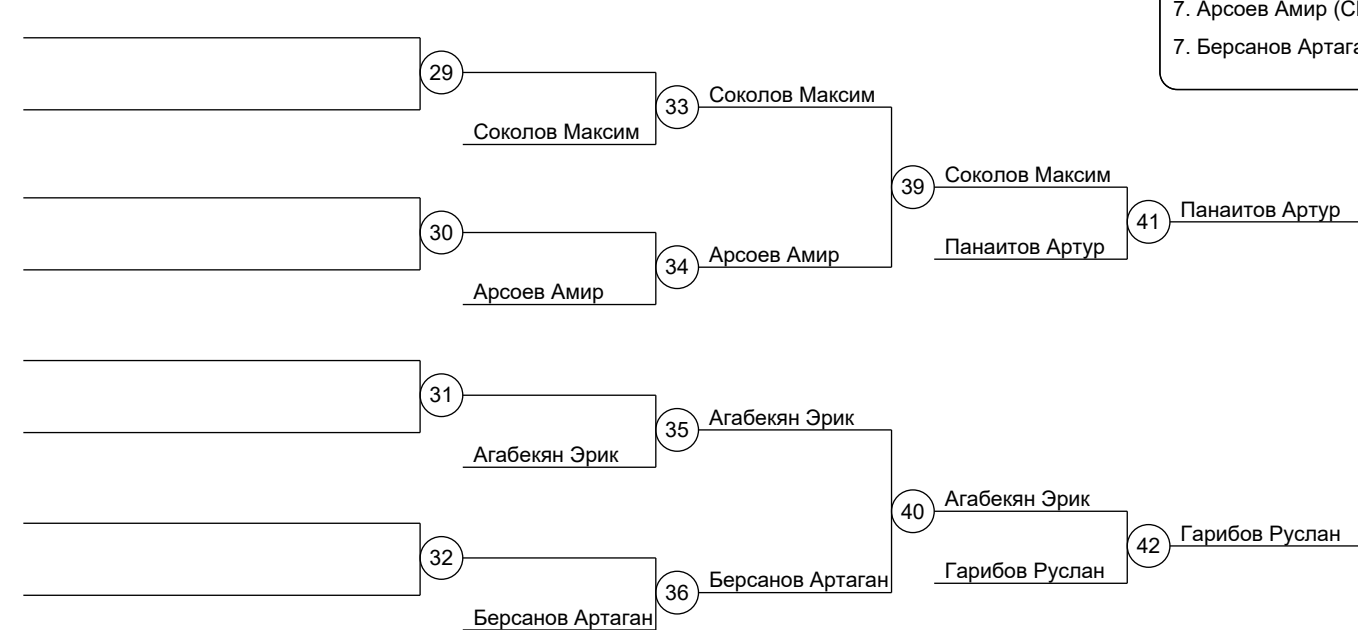 7. Арсоев Амир
7. Берсанов
29
Соколов Максим
33
Соколов Максим
30
Арсоев Амир
34
Арсоев Амир
39
Соколов Максим
Панаитов Артур
41
Панаитов Артур
31
Агабекян Эрик
35
Агабекян Эрик
32
Берсанов Артаган
36
Берсанов Артаган
40
Агабекян Эрик
Гарибов Руслан
42
Гарибов Руслан